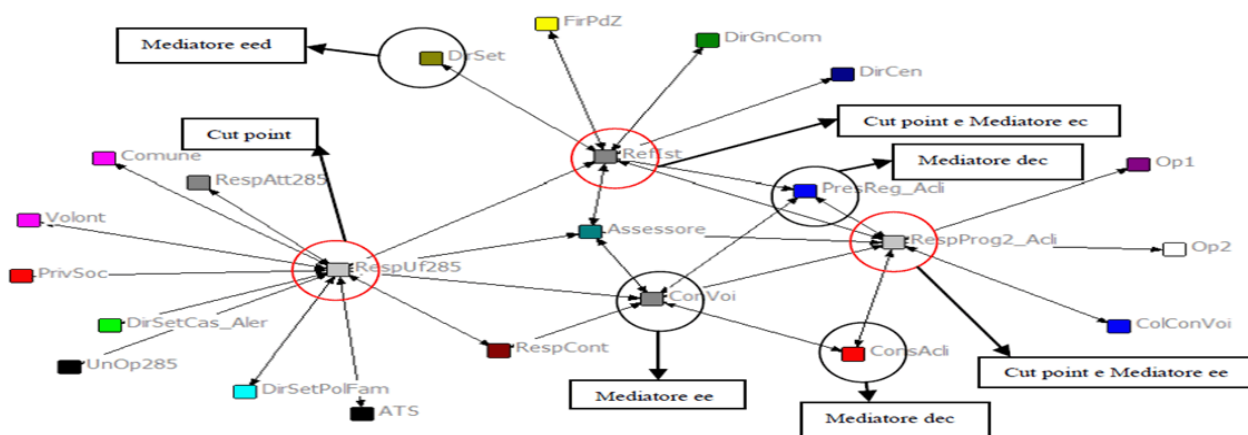 FirPdZ
DirGnCom
Mediatore eed
DirSet
DirCen
Cut point
Cut point e Mediatore ec
Comune
RefIst
Mediatore dec
Op1
RespAtt285
PresReg_Acli
Volont
Assessore
RespProg2_Acli
Op2
PrivSoc
RespUf285
ConVoi
DirSetCas_Aler
ColConVoi
RespCont
ConsAcli
UnOp285
Cut point e Mediatore ee
DirSetPolFam
Mediatore ee
ATS
Mediatore dec